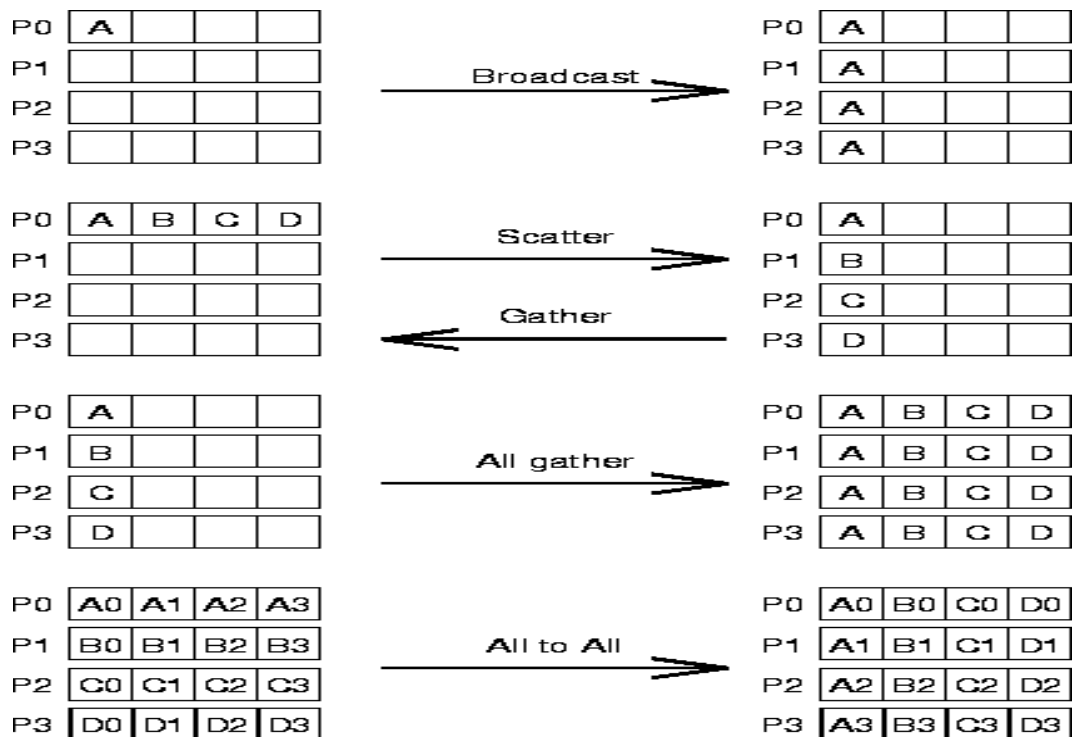 P0 A P0 A
P1 Broadcast P1 A
P2 P2 A
P3 P3 A
P0 A B C D P0 A
P1 Scatter P1 B
P2 P2 C
P3 Gather P3 D
P0 A P0 A B C D
P1 B All gather P1 A B C D
P2 C P2 A B C D
P3 D P3 A B C D
P0 A0 A1 A2 A3 P0 A0 B0 C0 D0
P1 B0 B1 B2 B3 All to All P1 A1 B1 C1 D1
P2 C0 C1 C2 C3 P2 A2 B2 C2 D2
P3 D0 D1 D2 D3 P3 A3 B3 C3 D3